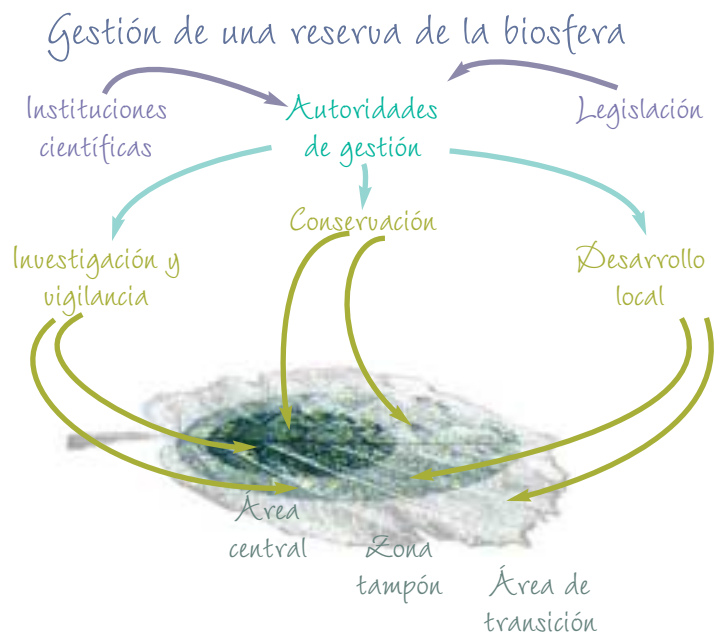 Gestión de una reserva de la biosfera
Instituciones
científicas
Autoridades
de gestión
Legislación
Conservación
Investigación y
vigilancia
Desarrollo
local
Área
central
Zona
tampón
Área de
transición